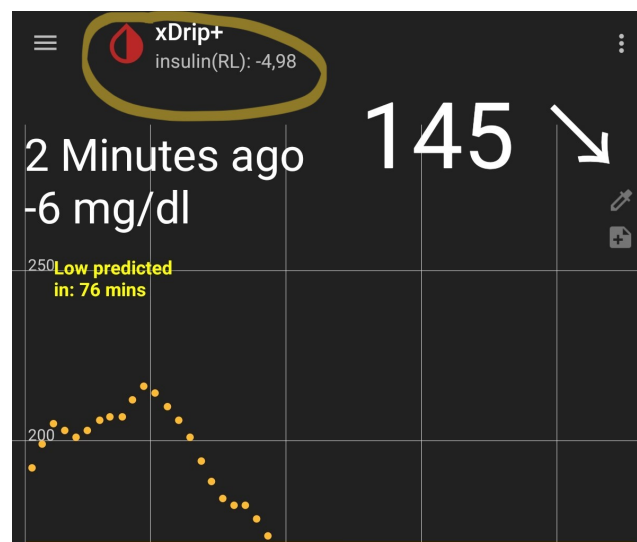 xDrip+
insulin(RL): -4,98
145
2 Minutes ago
-6 mg/dl
250
Low predicted
in: 76 mins
200